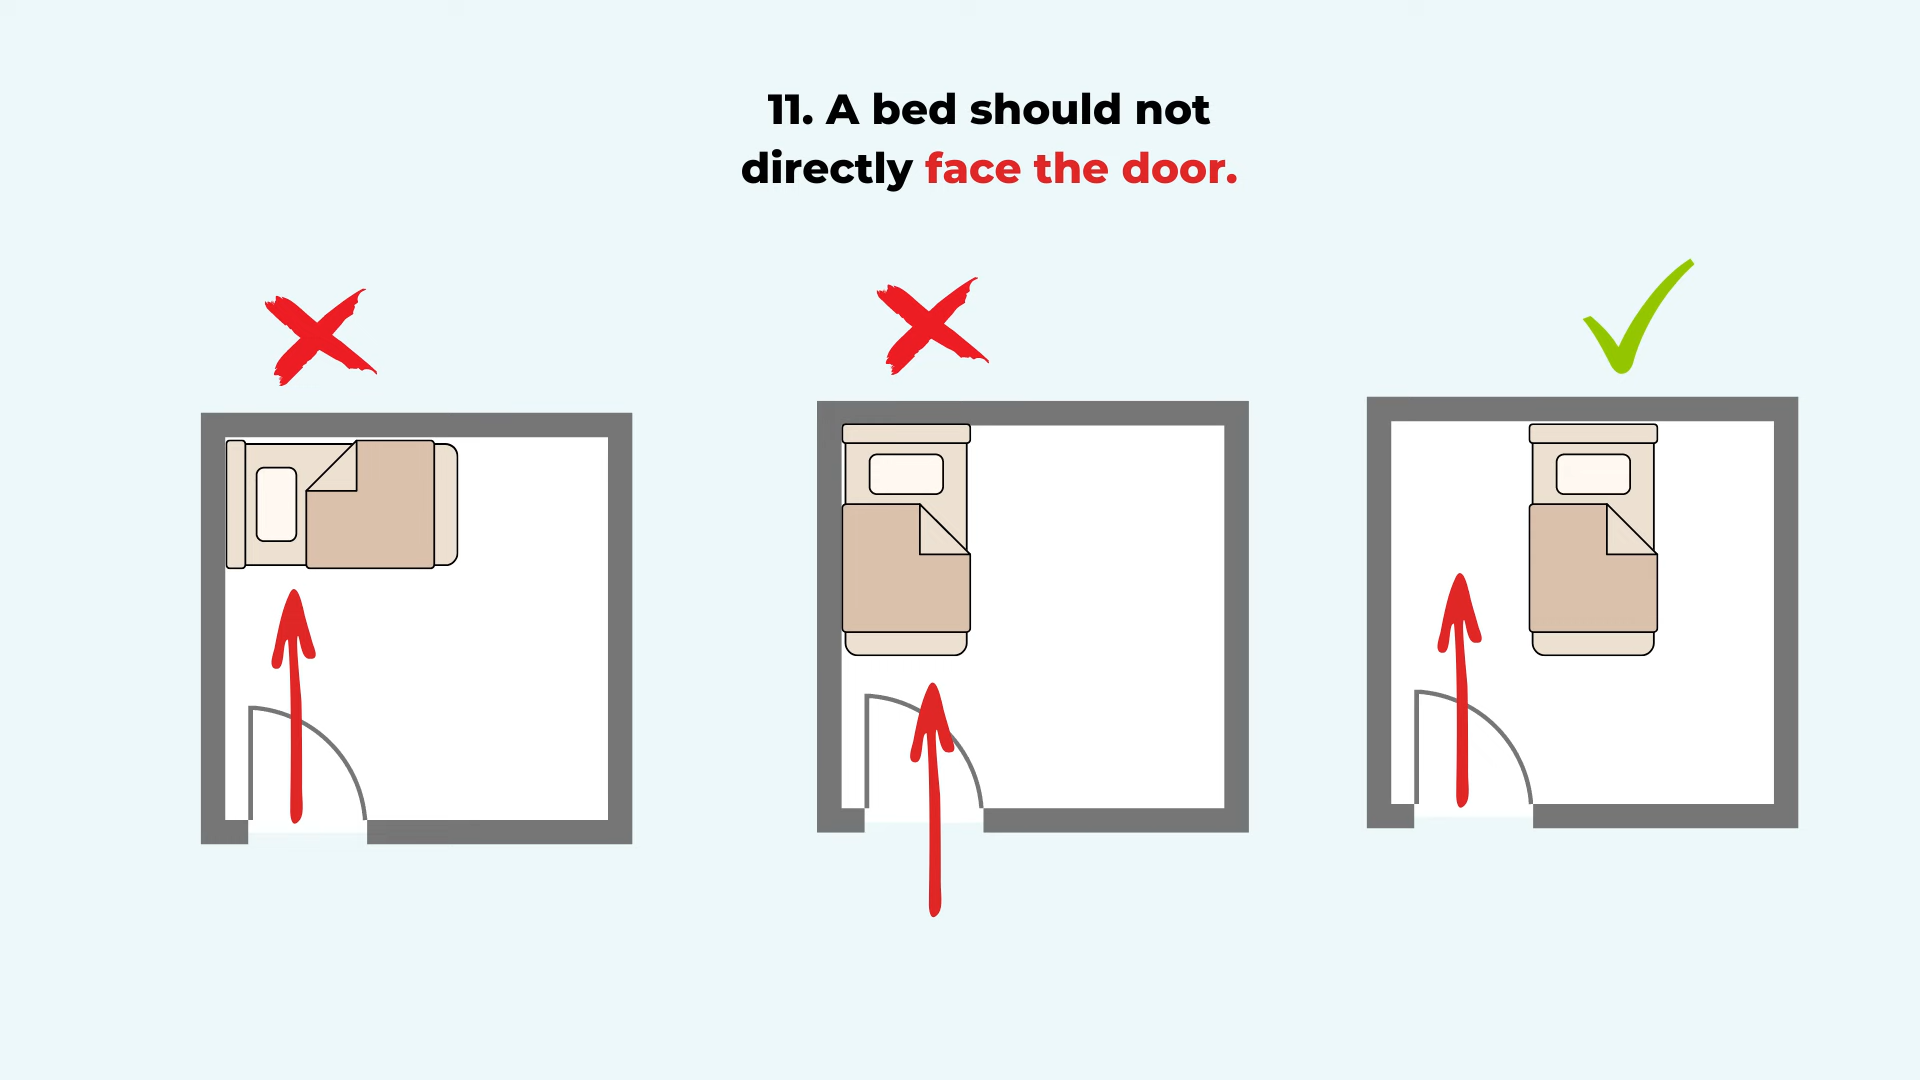 11. A bed should not
directly face the door.